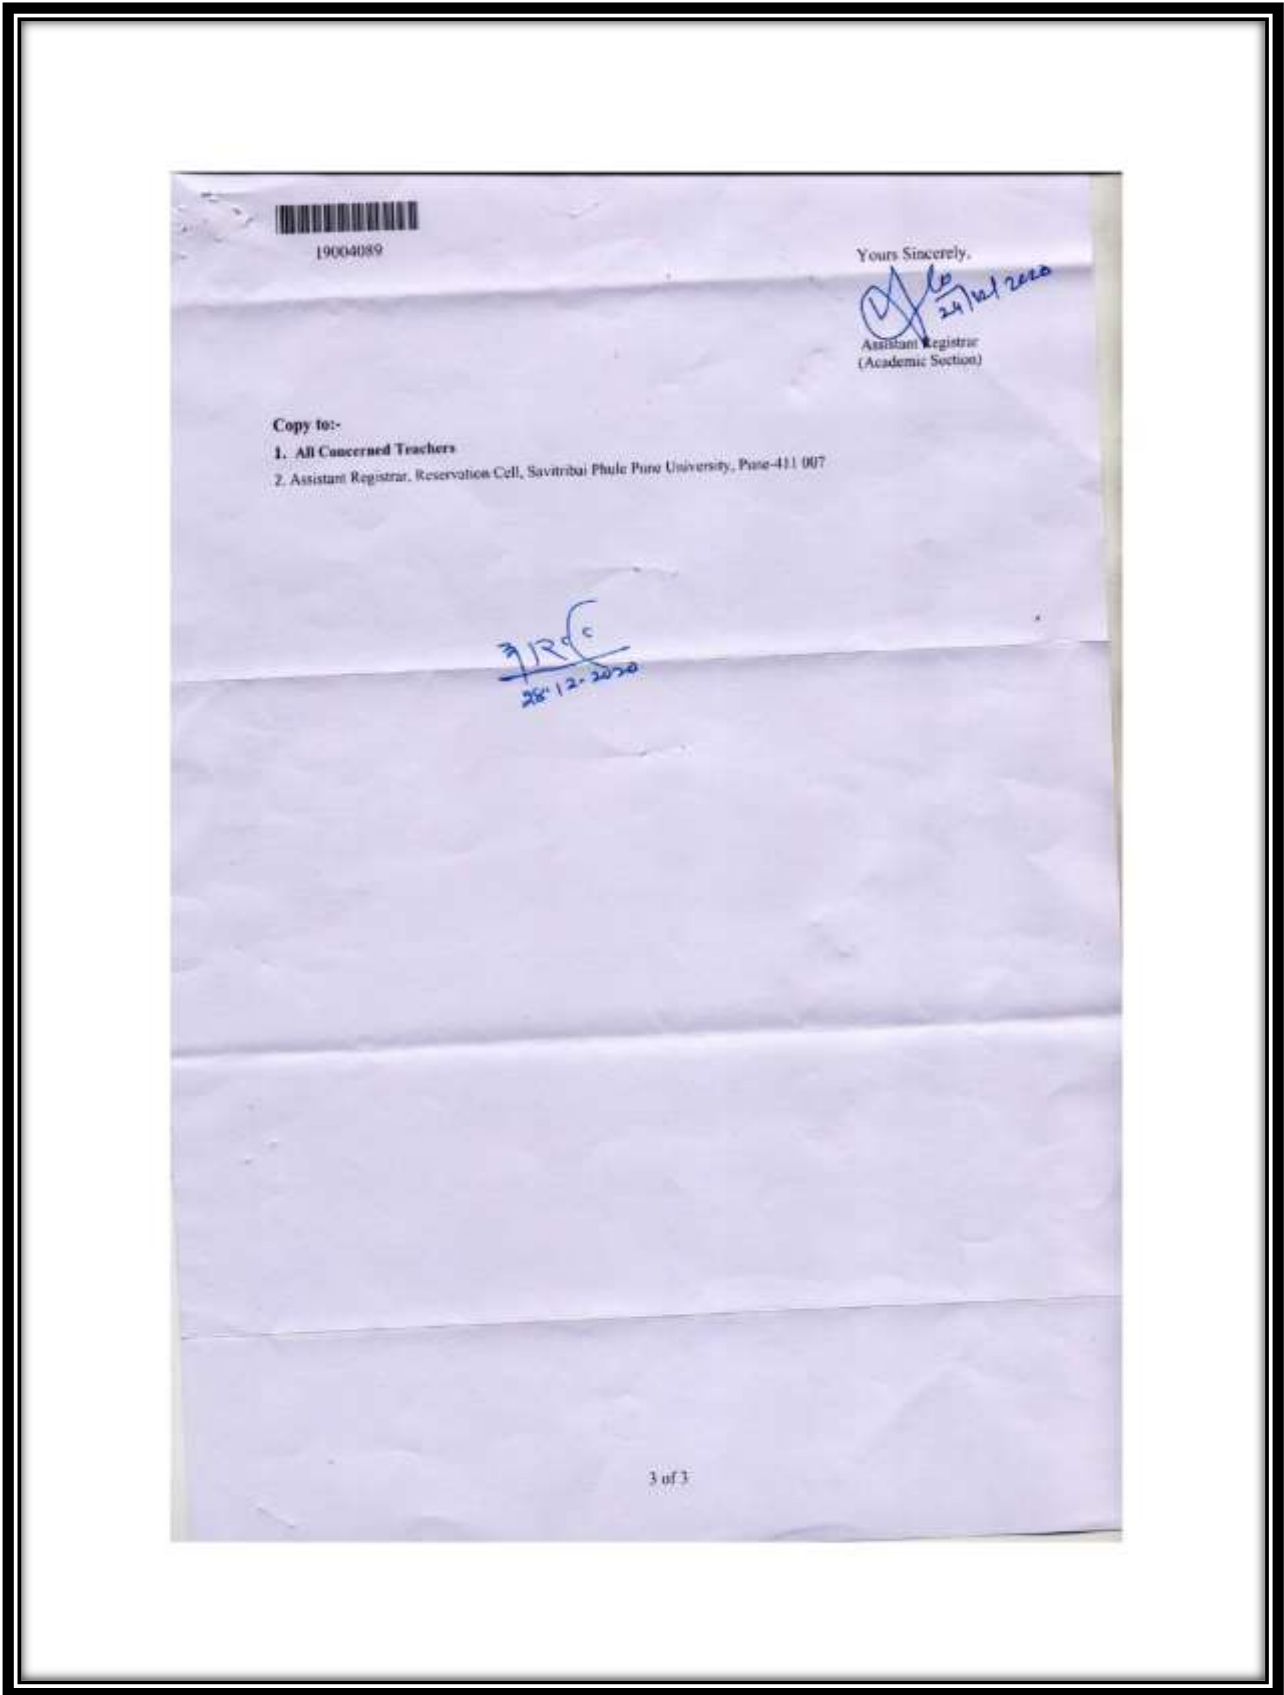 19004089
Yours Sincerely,
24/12/2020
Assistant Registrar
(Academic Section)
Copy to:-
1. All Concerned Teachers
2. Assistant Registrar, Reservation Cell, Savitribai Phule Pune University, Pune-411 007
28-12-2020
3 of 3